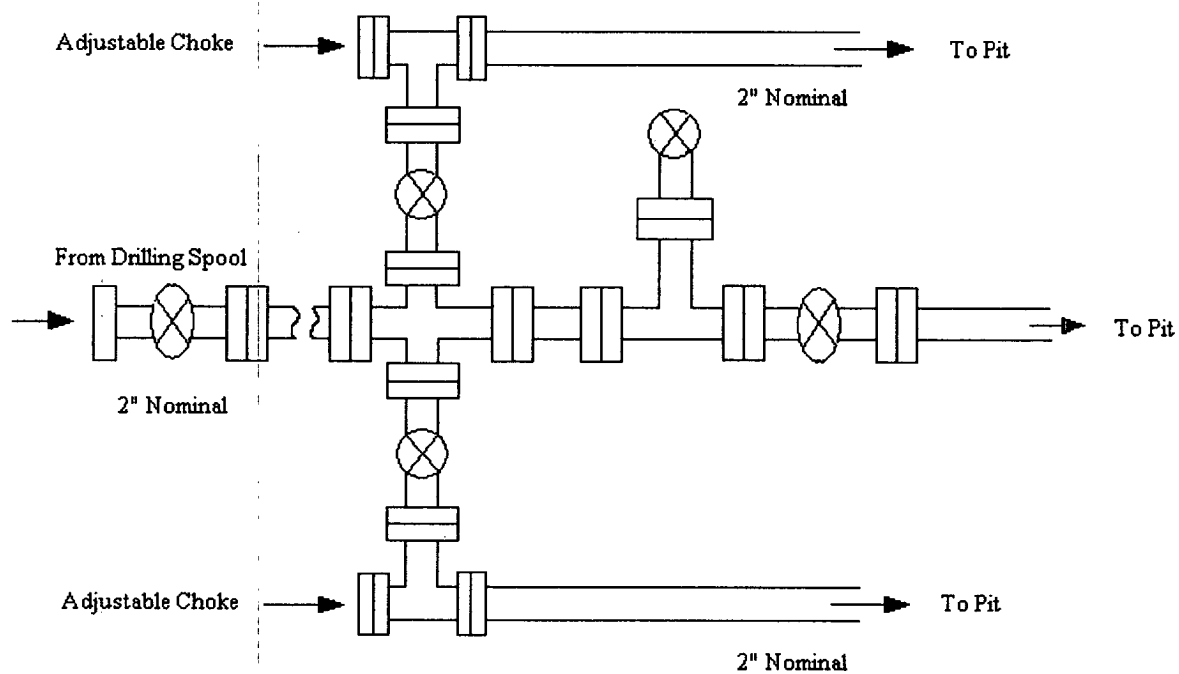 Adjustable Choke
To Pit
2" Nominal
From Drilling Spool
To Pit
2" Nominal
Adjustable Choke
To Pit
2" Nominal